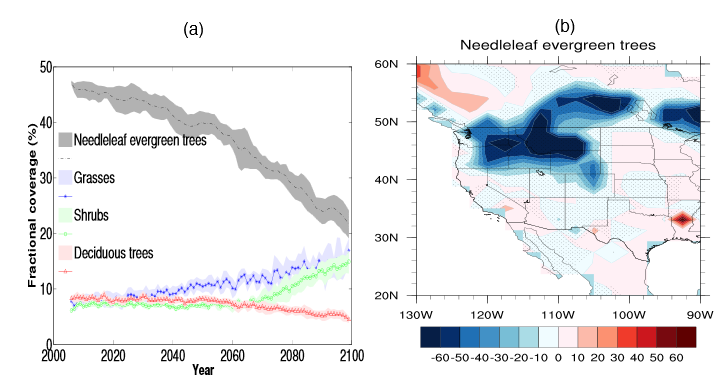 (a)
50
40
30
20
10
0
Fractional coverage (%)
Needleleaf evergreen trees
Grasses
Shrubs
Deciduous trees
2000 2020 2040 2060 2080 2100
Year
(b)
Needleleaf evergreen trees
60N
50N
40N
30N
20N
130W 120W 110W 100W 90W
-60 -50 -40 -30 -20 -10 0 10 20 30 40 50 60